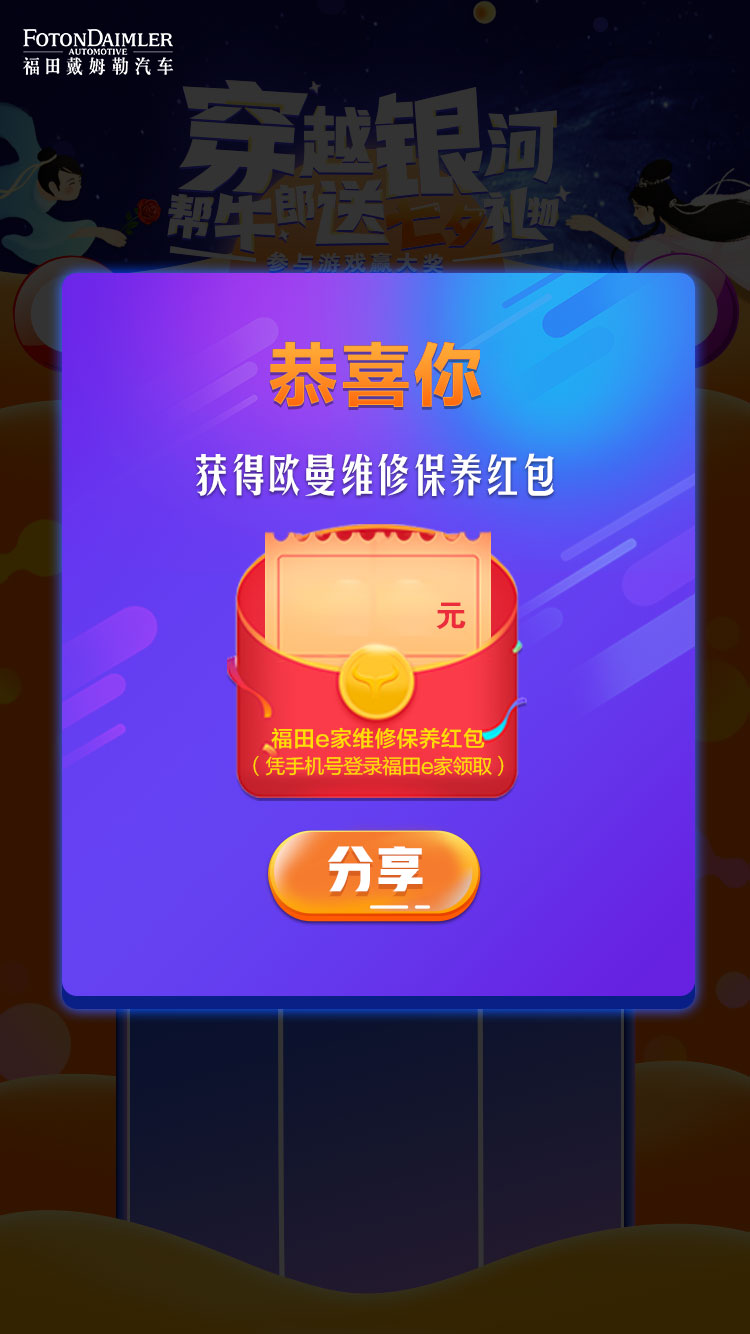 FOTONDAIMLER
AUTOMOTIVE
福田戴姆勒汽车
穿越银河
帮牛郎送七夕礼物
参与游戏赢大奖
恭喜你
获得欧曼维修保养红包
元
福田e家维修保养红包
（凭手机号登录福田e家领取）
分享